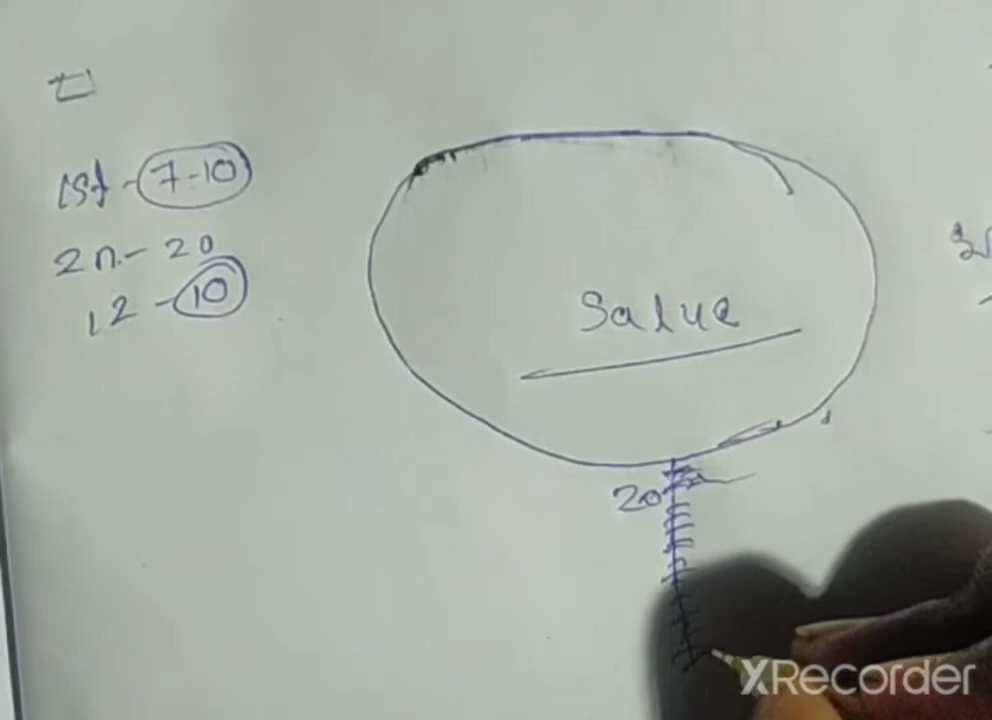 1st - 7-10
2n. - 20
12 - 10
Salue
20
XRecorder